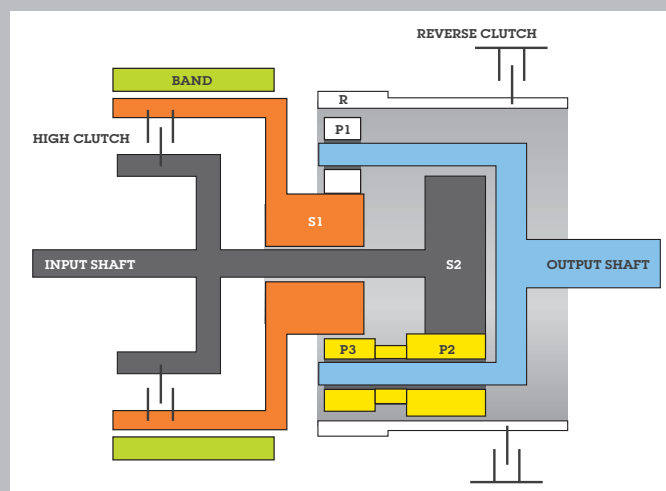 REVERSE CLUTCH
BAND
R
P1
HIGH CLUTCH
S1
INPUT SHAFT
S2
OUTPUT SHAFT
P3
P2